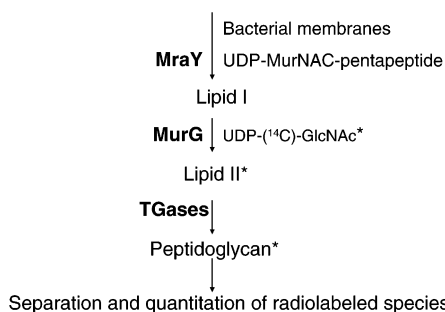 Bacterial membranes
MraY UDP-MurNAC-pentapeptide
Lipid I
MurG UDP-(¹⁴C)-GlcNAc*
Lipid II*
TGases
Peptidoglycan*
Separation and quantitation of radiolabeled species